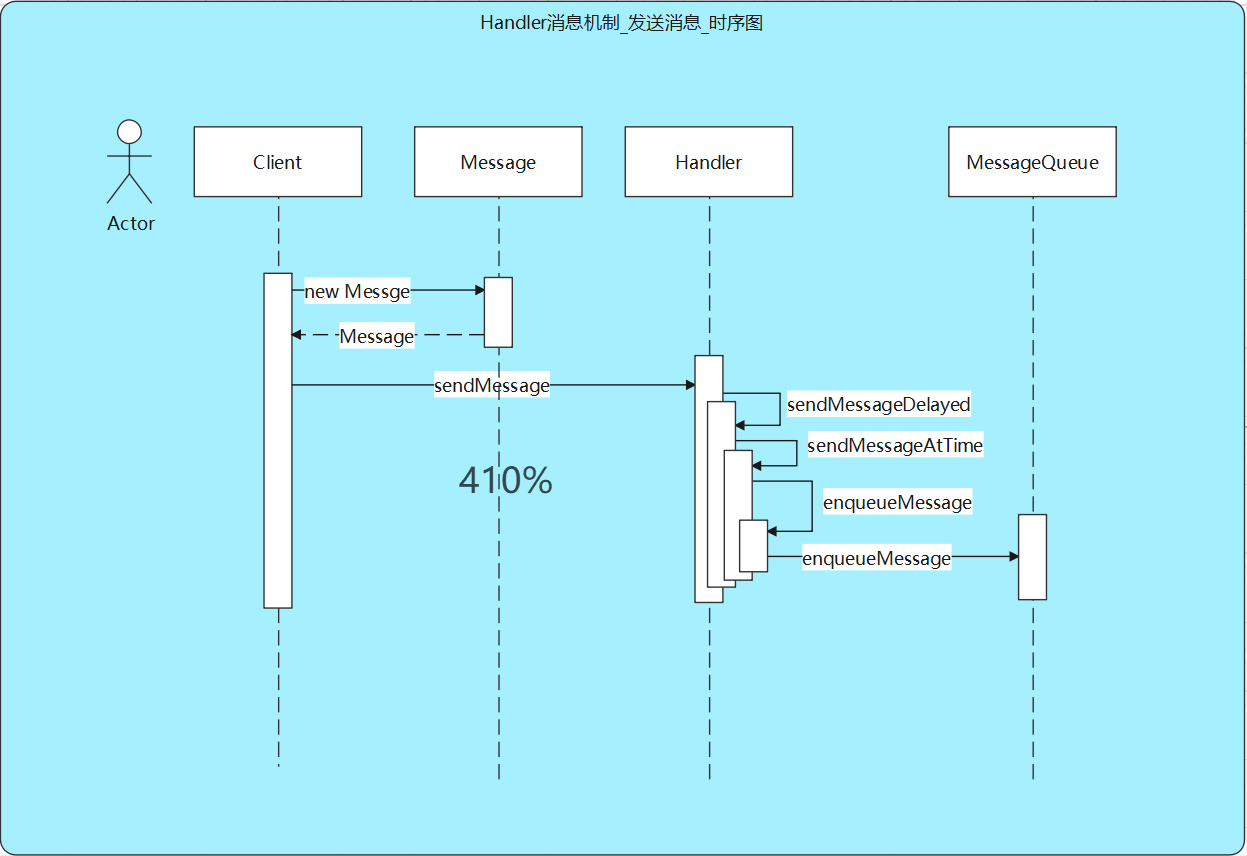 Handler消息机制_发送消息_时序图
Actor
Client
Message
Handler
MessageQueue
new Messge
Message
sendMessage
sendMessageDelayed
sendMessageAtTime
410%
enqueueMessage
enqueueMessage